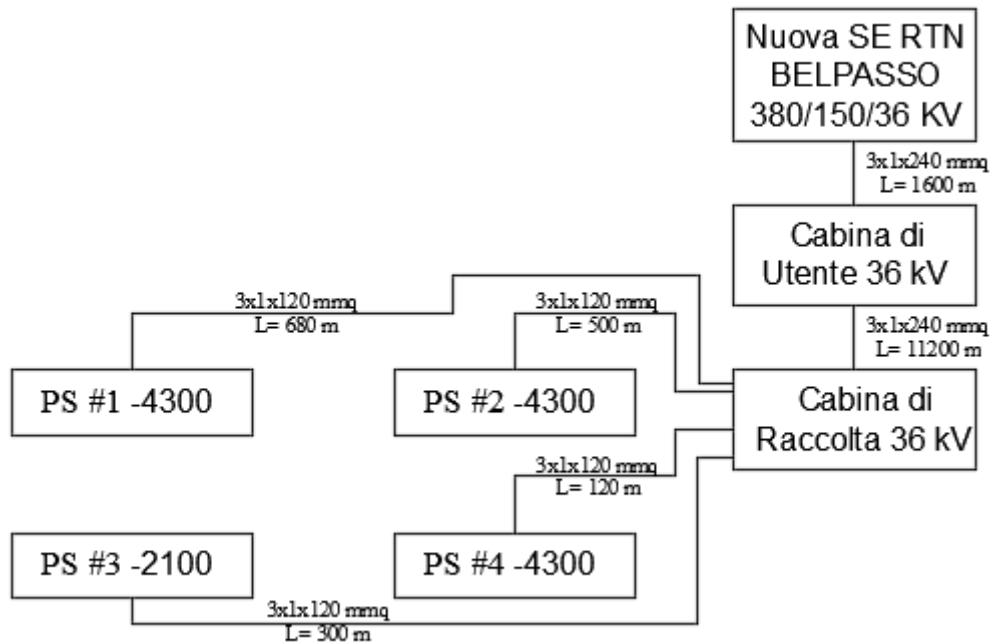 Nuova SE RTN
BELPASSO
380/150/36 KV
3x1x240 mmq
L= 1600 m
Cabina di
Utente 36 kV
3x1x240 mmq
L= 11200 m
3x1x120 mmq
L= 680 m
3x1x120 mmq
L= 500 m
PS #1 -4300
PS #2 -4300
Cabina di
Raccolta 36 kV
3x1x120 mmq
L= 120 m
PS #3 -2100
PS #4 -4300
3x1x120 mmq
L= 300 m